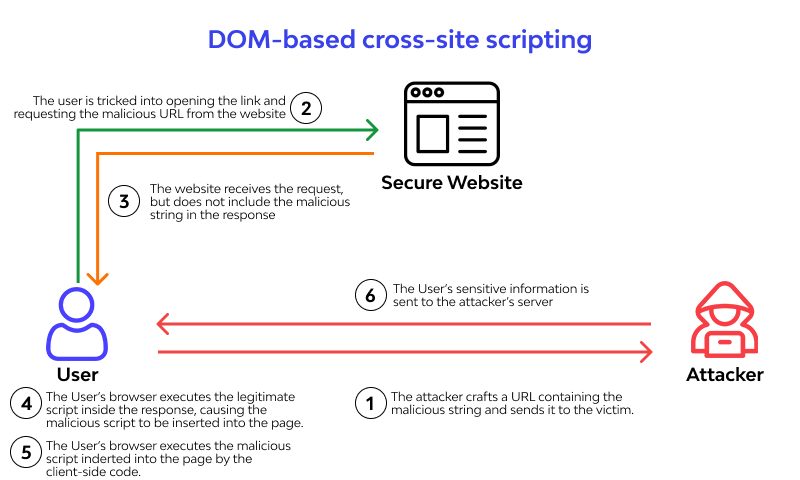 DOM-based cross-site scripting
The user is tricked into opening the link and
requesting the malicious URL from the website
2
Secure Website
3
The website receives the request,
but does not include the malicious
string in the response
6
The User's sensitive information is
sent to the attacker's server
User
Attacker
4
The User's browser executes the legitimate
script inside the response, causing the
malicious script to be inserted into the page.
1
The attacker crafts a URL containing the
malicious string and sends it to the victim.
5
The User's browser executes the malicious
script inderted into the page by the
client-side code.